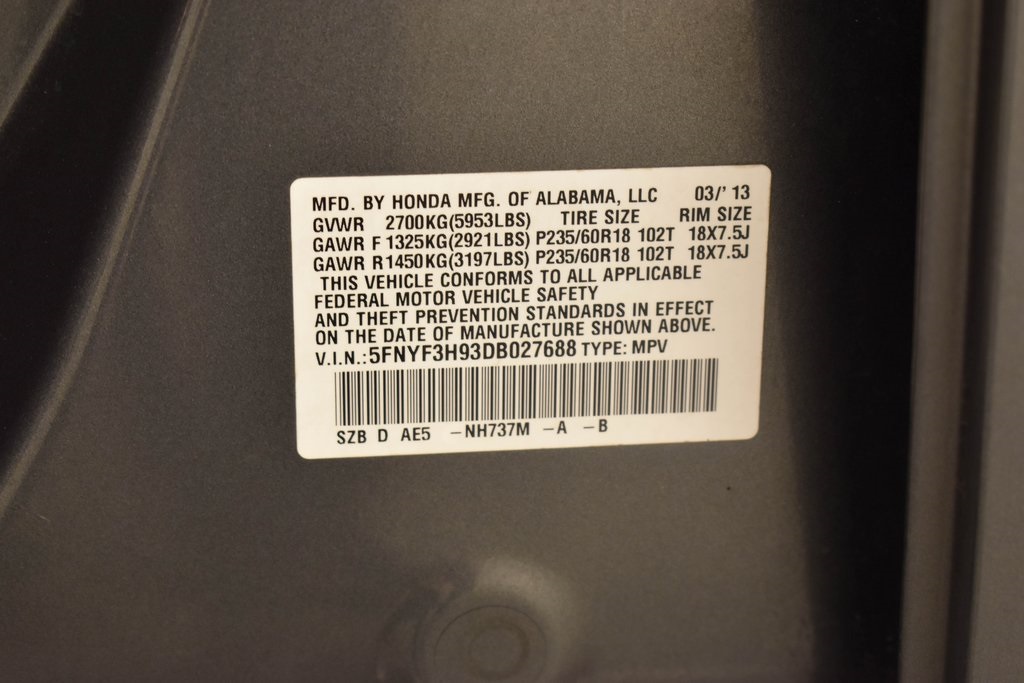 MFD. BY HONDA MFG. OF ALABAMA, LLC 03/' 13
GVWR 2700KG(5953LBS) TIRE SIZE RIM SIZE
GAWR F 1325KG(2921LBS) P235/60R18 102T 18X7.5J
GAWR R1450KG(3197LBS) P235/60R18 102T 18X7.5J
THIS VEHICLE CONFORMS TO ALL APPLICABLE
FEDERAL MOTOR VEHICLE SAFETY
AND THEFT PREVENTION STANDARDS IN EFFECT
ON THE DATE OF MANUFACTURE SHOWN ABOVE.
V.I.N.:5FNYF3H93DB027688 TYPE: MPV
SZB D AE5 -NH737M -A -B